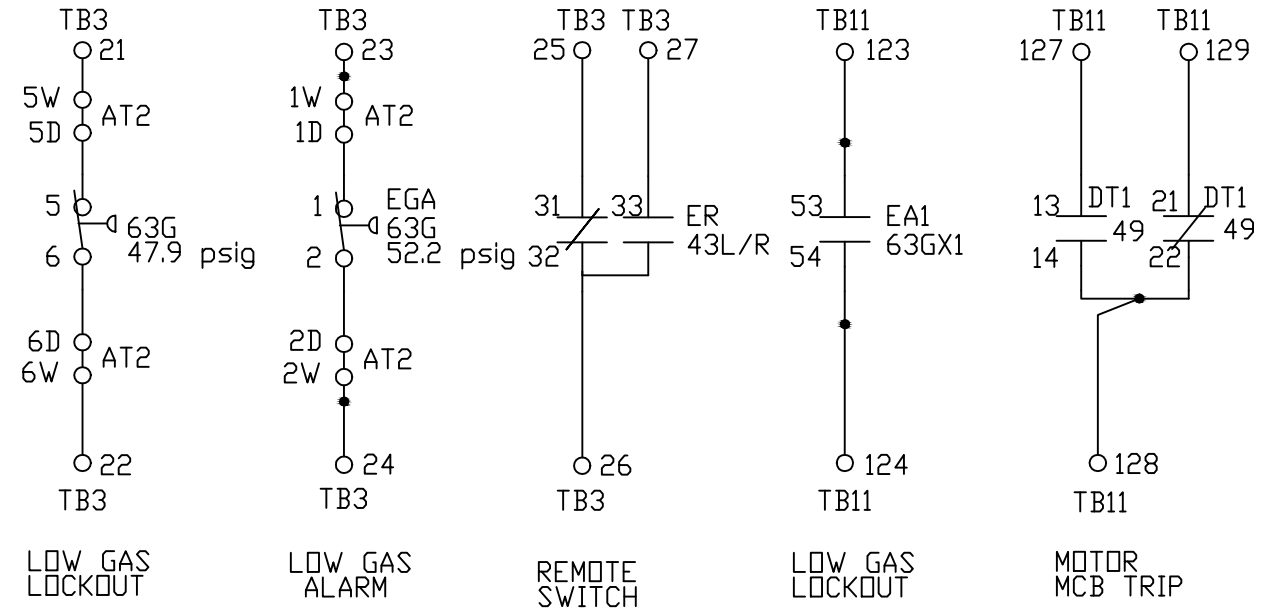 TB3
21
5W
AT2
5D
5
63G
47.9 psig
6
6D
AT2
6W
22
TB3
LOW GAS
LOCKOUT
TB3
23
1W
AT2
1D
1
EGA
63G
52.2 psig
2
2D
AT2
2W
24
TB3
LOW GAS
ALARM
TB3 TB3
25 27
31 33
ER
43L/R
32
26
TB3
REMOTE
SWITCH
TB11
123
53
EA1
63GX1
54
124
TB11
LOW GAS
LOCKOUT
TB11 TB11
127 129
13 DT1 21 DT1
49 49
14 22
128
TB11
MOTOR
MCB TRIP